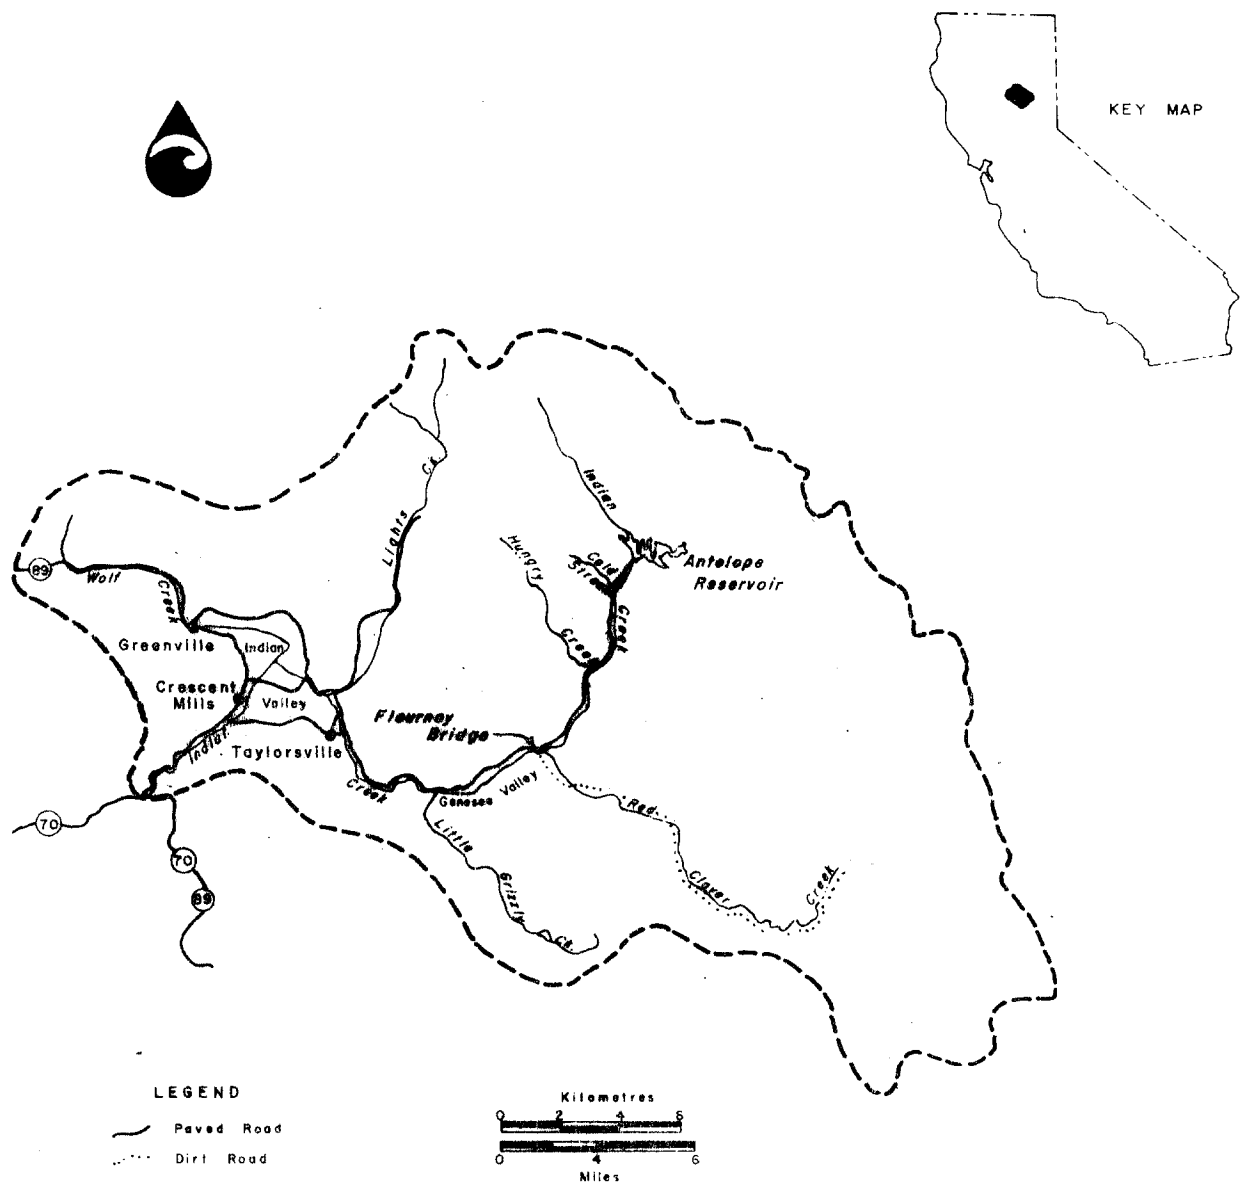 KEY MAP
Indian
Lights
Ck.
Hungry
Creek
Cold
Stream
Creek
Antelope
Reservoir
89
Wolf
Creek
Greenville
Indian
Valley
Crescent
Mills
Indian
Taylorsville
Creek
Flournoy
Bridge
Genesee Valley
Red
Clover
Creek
Little
Grizzly
Ck.
70
70
89
LEGEND
Paved Road
Dirt Road
Kilometres
0 2 4 6
0 4 6
Miles